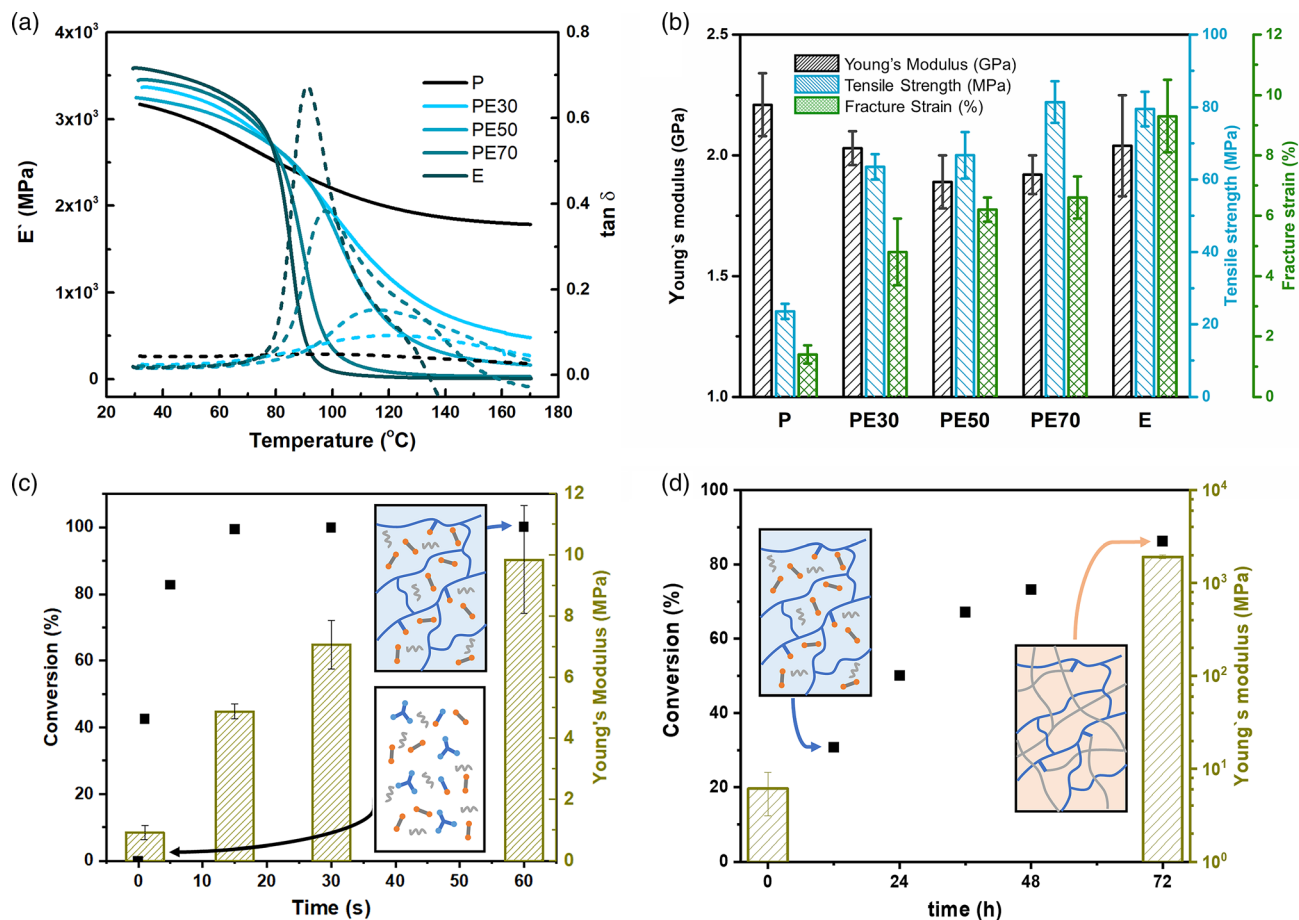 (a)
4x10³
3x10³
2x10³
1x10³
0
E` (MPa)
0.8
0.6
0.4
0.2
0.0
tan δ
P
PE30
PE50
PE70
E
20 40 60 80 100 120 140 160 180
Temperature (°C)
(b)
2.5
2.0
1.5
1.0
Young`s modulus (GPa)
Young's Modulus (GPa)
Tensile Strength (MPa)
Fracture Strain (%)
100
80
60
40
20
0
Tensile strength (MPa)
12
10
8
6
4
2
0
Fracture strain (%)
P PE30 PE50 PE70 E
(c)
100
80
60
40
20
0
Conversion (%)
12
10
8
6
4
2
0
Young's Modulus (MPa)
0 10 20 30 40 50 60
Time (s)
(d)
100
80
60
40
20
0
Conversion (%)
10⁴
10³
10²
10¹
10⁰
Young`s modulus (MPa)
0 24 48 72
time (h)